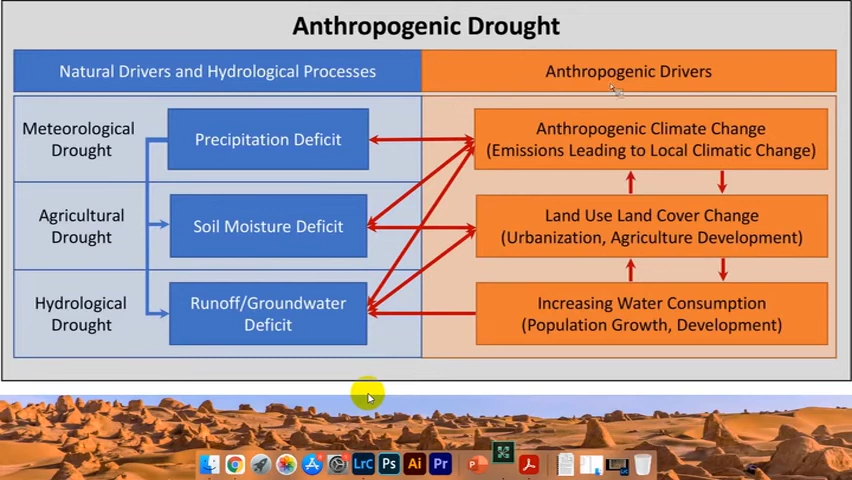 Anthropogenic Drought
Natural Drivers and Hydrological Processes
Anthropogenic Drivers
Meteorological
Drought
Precipitation Deficit
Anthropogenic Climate Change
(Emissions Leading to Local Climatic Change)
Agricultural
Drought
Soil Moisture Deficit
Land Use Land Cover Change
(Urbanization, Agriculture Development)
Hydrological
Drought
Runoff/Groundwater
Deficit
Increasing Water Consumption
(Population Growth, Development)
LrC Ps Ai Pr